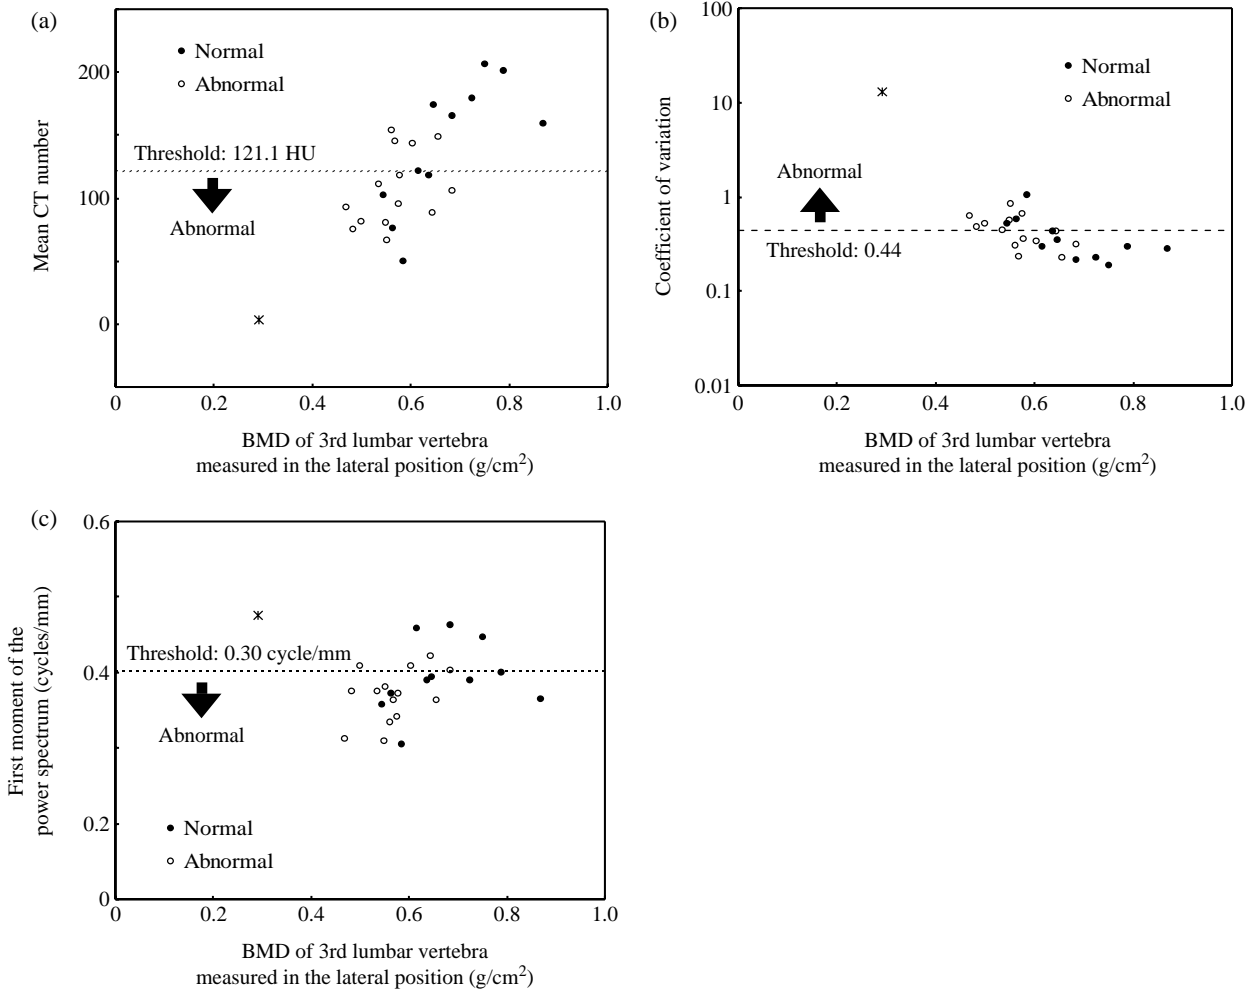 (a)
Normal
Abnormal
200
100
0
Mean CT number
Threshold: 121.1 HU
Abnormal
0
0.2
0.4
0.6
0.8
1.0
BMD of 3rd lumbar vertebra
measured in the lateral position (g/cm²)
(b)
100
10
1
0.1
0.01
Coefficient of variation
Normal
Abnormal
Abnormal
Threshold: 0.44
0
0.2
0.4
0.6
0.8
1.0
BMD of 3rd lumbar vertebra
measured in the lateral position (g/cm²)
(c)
0.6
0.4
0.2
0
First moment of the
power spectrum (cycles/mm)
Threshold: 0.30 cycle/mm
Abnormal
Normal
Abnormal
0
0.2
0.4
0.6
0.8
1.0
BMD of 3rd lumbar vertebra
measured in the lateral position (g/cm²)